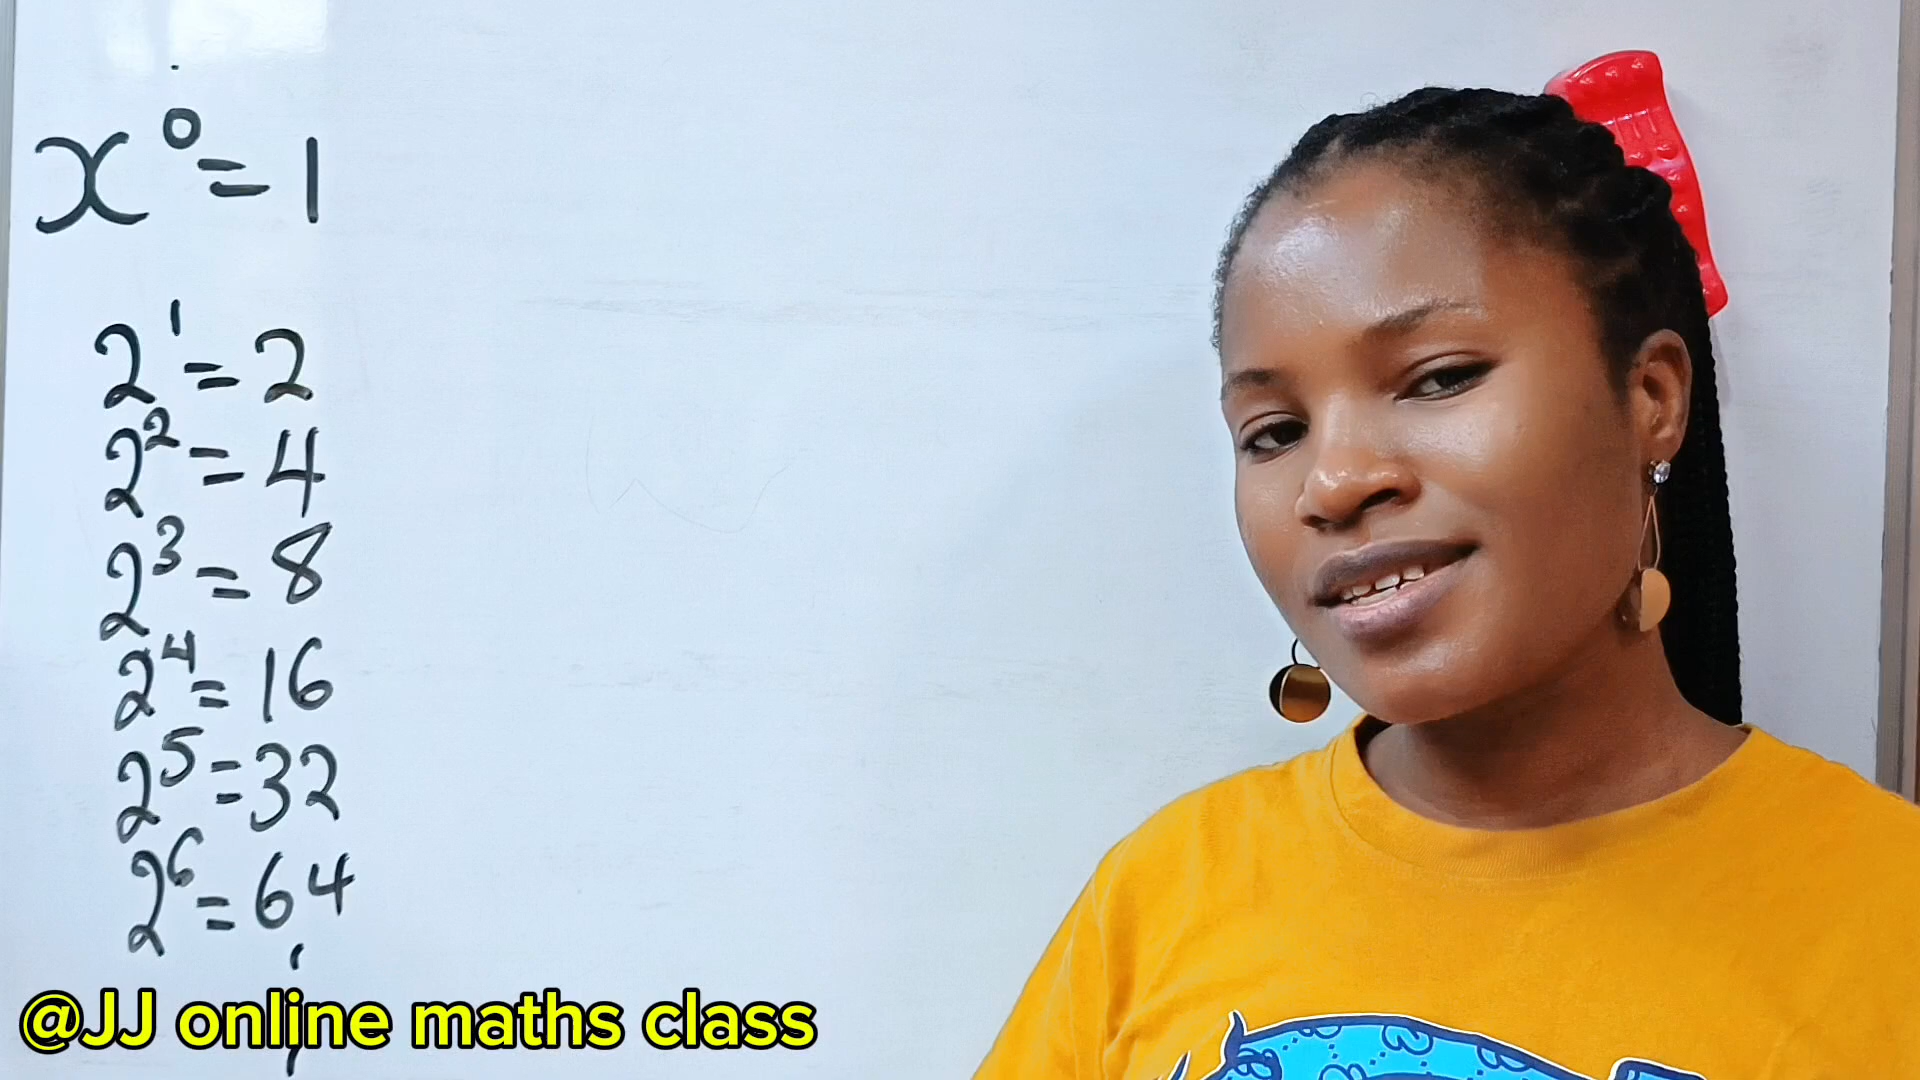 x⁰ = 1
2¹ = 2
2² = 4
2³ = 8
2⁴ = 16
2⁵ = 32
2⁶ = 64
@JJ online maths class